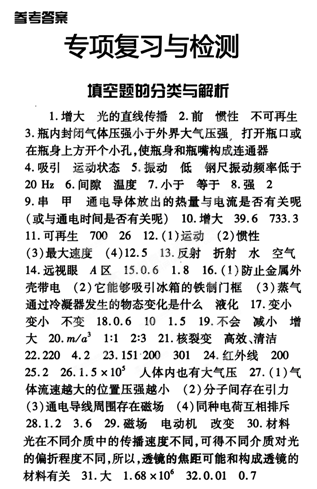 参考答案
专项复习与检测
填空题的分类与解析
1.增大 光的直线传播 2.前 惯性 不可再生
3.瓶内封闭气体压强小于外界大气压强, 打开瓶口或
在瓶身上方开个小孔,使瓶身和瓶嘴构成连通器
4.吸引 运动状态 5.振动 低 钢尺振动频率低于
20 Hz 6.间隙 温度 7.小于 等于 8.强 2
9.串 甲 通电导体放出的热量与电流是否有关呢
(或与通电时间是否有关呢) 10.增大 39.6 733.3
11.可再生 700 26 12.(1)运动 (2)惯性
(3)最大速度 (4)12.5 13.反射 折射 水 空气
14.远视眼 A区 15.0.6 1.8 16.(1)防止金属外
壳带电 (2)它能够吸引冰箱的铁制门框 (3)蒸气
通过冷凝器发生的物态变化是什么 液化 17.变小
变小 不变 18.0.6 10 1.5 19.不会 减小 增
大 20.m/a³ 1:1 2:3 21.核裂变 高效、清洁
22.220 4.2 23.151 200 301 24.红外线 200
25.2 26.1.5×10⁵ 人体内也有大气压 27.(1)气
体流速越大的位置压强越小 (2)分子间存在引力
(3)通电导线周围存在磁场 (4)同种电荷互相排斥
28.1.2 3.6 29.磁场 电动机 改变 30.材料
光在不同介质中的传播速度不同,可得不同介质对光
的偏折程度不同,所以,透镜的焦距可能和构成透镜的
材料有关 31.大 1.68×10⁶ 32.0.01 0.7